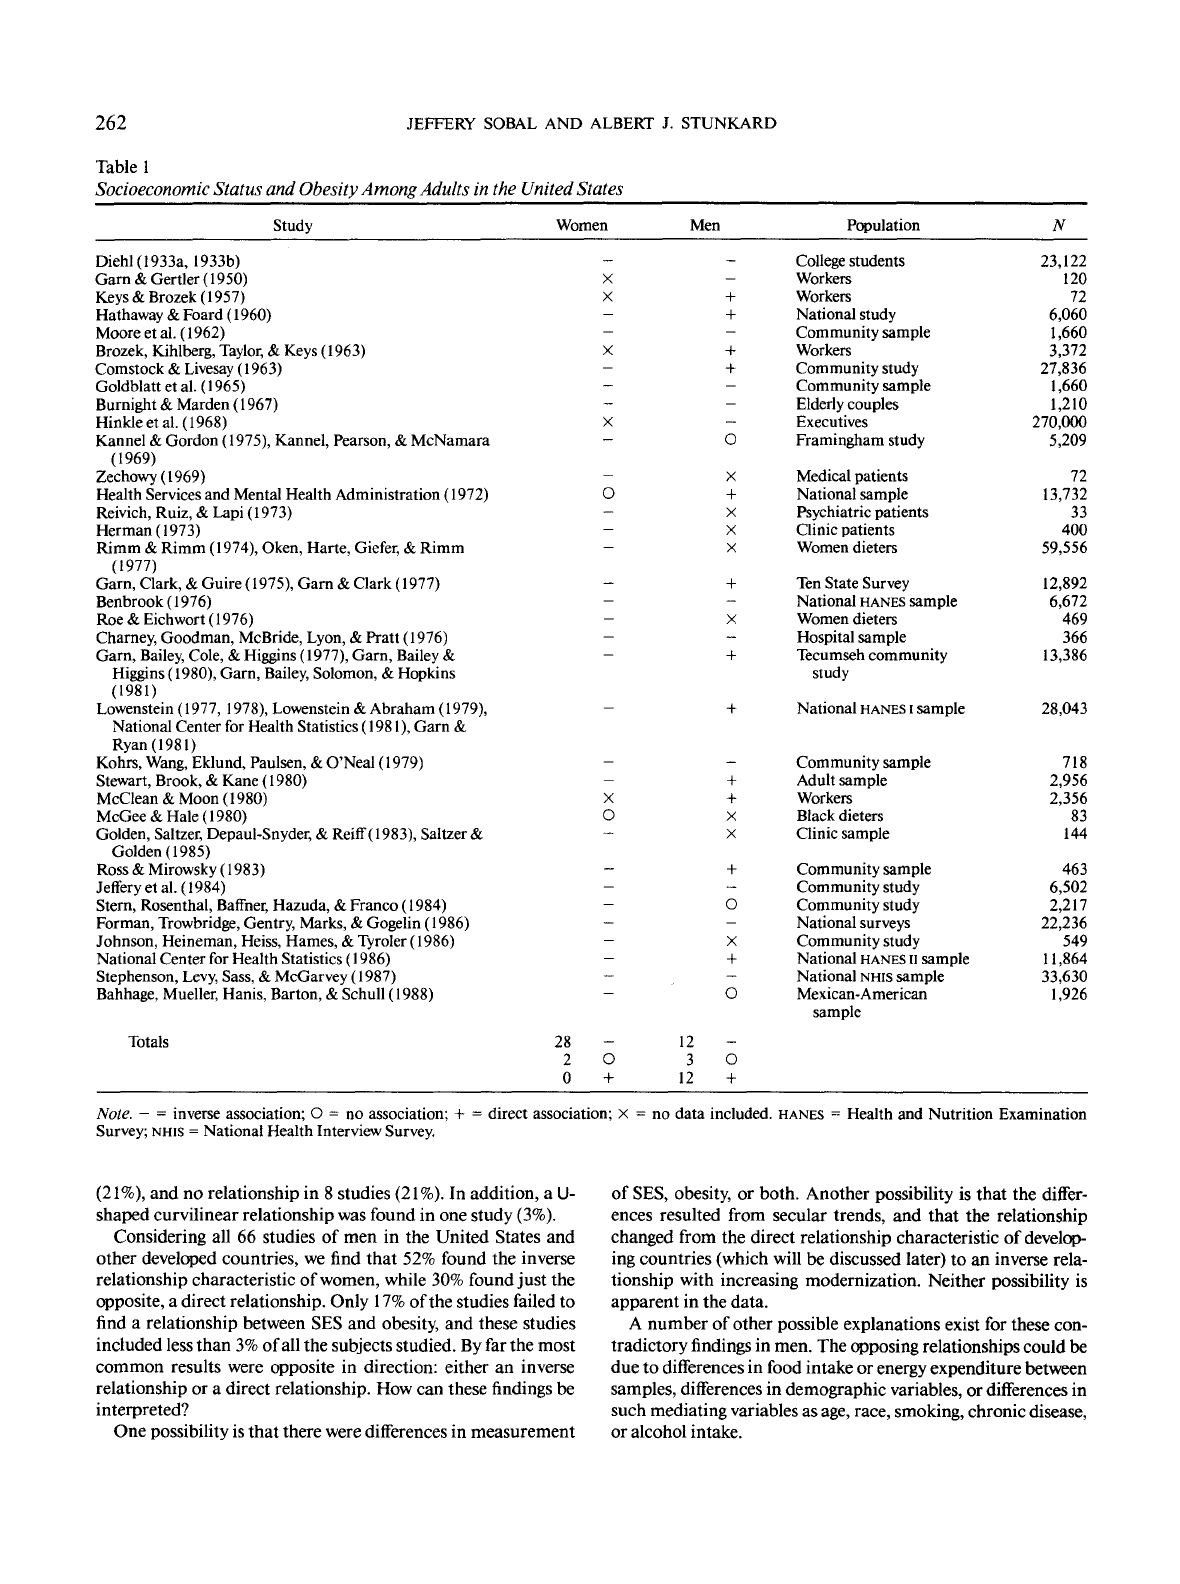 262
JEFFERY SOBAL AND ALBERT J. STUNKARD
Table 1
Socioeconomic Status and Obesity Among Adults in the United States
Study Women Men Population N
Diehl (1933a, 1933b) − − College students 23,122
Garn & Gertler (1950) × − Workers 120
Keys & Brozek (1957) × + Workers 72
Hathaway & Foard (1960) − + National study 6,060
Moore et al. (1962) − − Community sample 1,660
Brozek, Kihlberg, Taylor, & Keys (1963) × + Workers 3,372
Comstock & Livesay (1963) − + Community study 27,836
Goldblatt et al. (1965) − − Community sample 1,660
Burnight & Marden (1967) − − Elderly couples 1,210
Hinkle et al. (1968) × − Executives 270,000
Kannel & Gordon (1975), Kannel, Pearson, & McNamara − O Framingham study 5,209
(1969)
Zechowy (1969) − × Medical patients 72
Health Services and Mental Health Administration (1972) O + National sample 13,732
Reivich, Ruiz, & Lapi (1973) − × Psychiatric patients 33
Herman (1973) − × Clinic patients 400
Rimm & Rimm (1974), Oken, Harte, Giefer, & Rimm − × Women dieters 59,556
(1977)
Garn, Clark, & Guire (1975), Garn & Clark (1977) − + Ten State Survey 12,892
Benbrook (1976) − − National HANES sample 6,672
Roe & Eichwort (1976) − × Women dieters 469
Charney, Goodman, McBride, Lyon, & Pratt (1976) − − Hospital sample 366
Garn, Bailey, Cole, & Higgins (1977), Garn, Bailey & − + Tecumseh community 13,386
Higgins (1980), Garn, Bailey, Solomon, & Hopkins study
(1981)
Lowenstein (1977, 1978), Lowenstein & Abraham (1979), − + National HANES I sample 28,043
National Center for Health Statistics (1981), Garn &
Ryan (1981)
Kohrs, Wang, Eklund, Paulsen, & O'Neal (1979) − − Community sample 718
Stewart, Brook, & Kane (1980) − + Adult sample 2,956
McClean & Moon (1980) × + Workers 2,356
McGee & Hale (1980) O × Black dieters 83
Golden, Saltzer, Depaul-Snyder, & Reiff (1983), Saltzer & − × Clinic sample 144
Golden (1985)
Ross & Mirowsky (1983) − + Community sample 463
Jeffery et al. (1984) − − Community study 6,502
Stern, Rosenthal, Baffner, Hazuda, & Franco (1984) − O Community study 2,217
Forman, Trowbridge, Gentry, Marks, & Gogelin (1986) − − National surveys 22,236
Johnson, Heineman, Heiss, Hames, & Tyroler (1986) − × Community study 549
National Center for Health Statistics (1986) − + National HANES II sample 11,864
Stephenson, Levy, Sass, & McGarvey (1987) − − National NHIS sample 33,630
Bahhage, Mueller, Hanis, Barton, & Schull (1988) − O Mexican-American 1,926
sample
Totals 28 − 12 −
2 O 3 O
0 + 12 +
Note. − = inverse association; O = no association; + = direct association; × = no data included. HANES = Health and Nutrition Examination
Survey; NHIS = National Health Interview Survey.
(21%), and no relationship in 8 studies (21%). In addition, a U-
shaped curvilinear relationship was found in one study (3%).
Considering all 66 studies of men in the United States and
other developed countries, we find that 52% found the inverse
relationship characteristic of women, while 30% found just the
opposite, a direct relationship. Only 17% of the studies failed to
find a relationship between SES and obesity, and these studies
included less than 3% of all the subjects studied. By far the most
common results were opposite in direction: either an inverse
relationship or a direct relationship. How can these findings be
interpreted?
One possibility is that there were differences in measurement
of SES, obesity, or both. Another possibility is that the differ-
ences resulted from secular trends, and that the relationship
changed from the direct relationship characteristic of develop-
ing countries (which will be discussed later) to an inverse rela-
tionship with increasing modernization. Neither possibility is
apparent in the data.
A number of other possible explanations exist for these con-
tradictory findings in men. The opposing relationships could be
due to differences in food intake or energy expenditure between
samples, differences in demographic variables, or differences in
such mediating variables as age, race, smoking, chronic disease,
or alcohol intake.